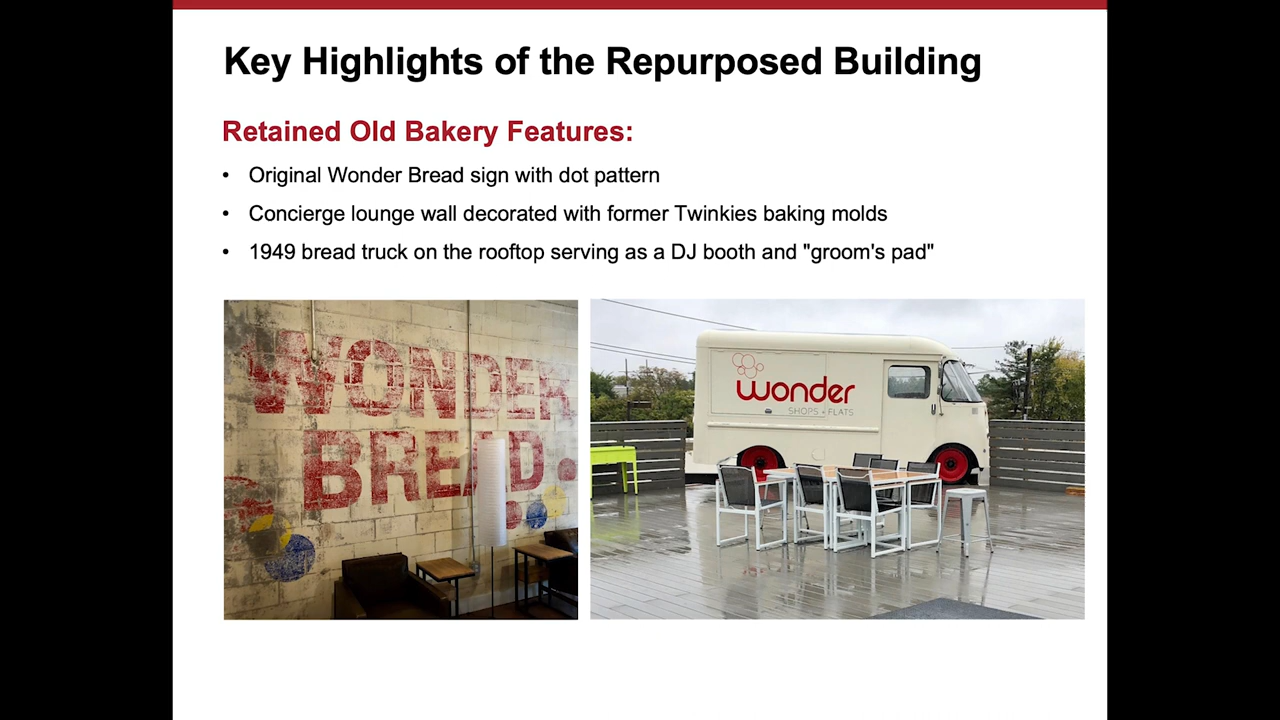 Key Highlights of the Repurposed Building
Retained Old Bakery Features:
• Original Wonder Bread sign with dot pattern
• Concierge lounge wall decorated with former Twinkies baking molds
• 1949 bread truck on the rooftop serving as a DJ booth and "groom's pad"
WONDER
BREAD
wonder
SHOPS + FLATS